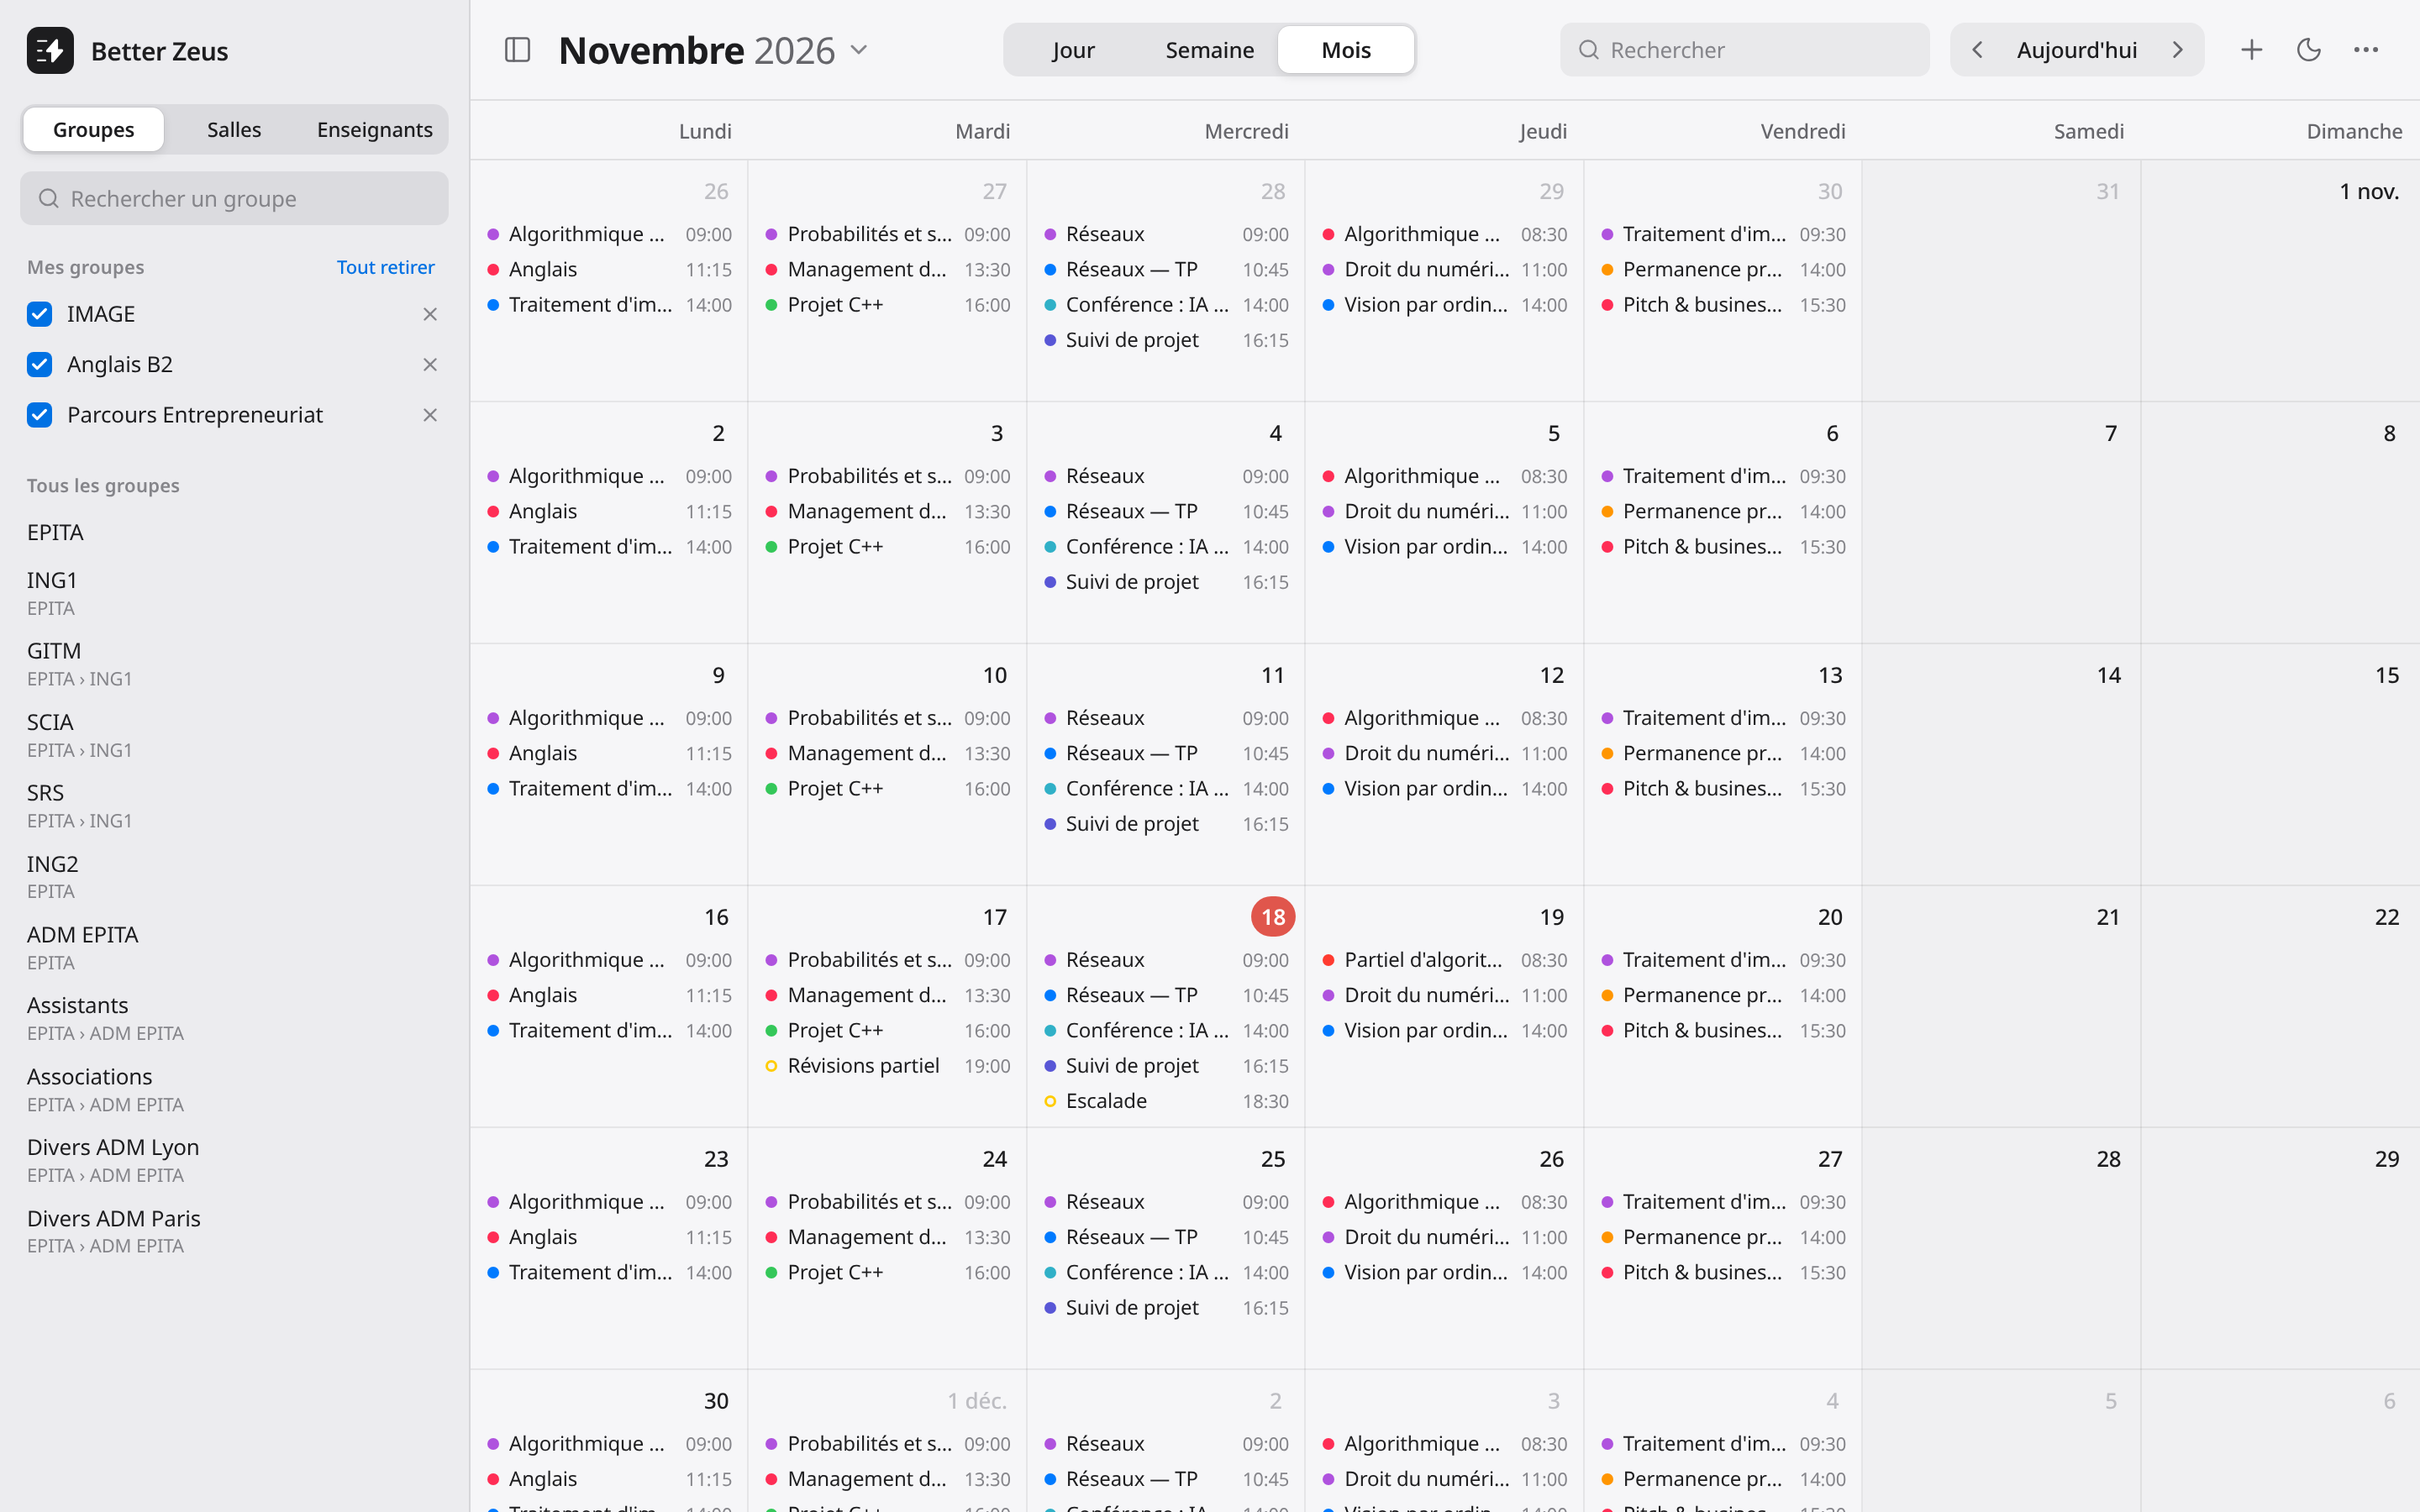 Better Zeus
Groupes Salles Enseignants
Rechercher un groupe
Mes groupes Tout retirer
IMAGE
Anglais B2
Parcours Entrepreneuriat
Tous les groupes
EPITA
ING1
EPITA
GITM
EPITA › ING1
SCIA
EPITA › ING1
SRS
EPITA › ING1
ING2
EPITA
ADM EPITA
EPITA
Assistants
EPITA › ADM EPITA
Associations
EPITA › ADM EPITA
Divers ADM Lyon
EPITA › ADM EPITA
Divers ADM Paris
EPITA › ADM EPITA
Novembre 2026 Jour Semaine Mois Rechercher Aujourd'hui
Lundi Mardi Mercredi Jeudi Vendredi Samedi Dimanche
26 27 28 29 30 31 1 nov.
Algorithmique ... 09:00 Probabilités et s... 09:00 Réseaux 09:00 Algorithmique ... 08:30 Traitement d'im... 09:30
Anglais 11:15 Management d... 13:30 Réseaux — TP 10:45 Droit du numéri... 11:00 Permanence pr... 14:00
Traitement d'im... 14:00 Projet C++ 16:00 Conférence : IA ... 14:00 Vision par ordin... 14:00 Pitch & busines... 15:30
Suivi de projet 16:15
2 3 4 5 6 7 8
Algorithmique ... 09:00 Probabilités et s... 09:00 Réseaux 09:00 Algorithmique ... 08:30 Traitement d'im... 09:30
Anglais 11:15 Management d... 13:30 Réseaux — TP 10:45 Droit du numéri... 11:00 Permanence pr... 14:00
Traitement d'im... 14:00 Projet C++ 16:00 Conférence : IA ... 14:00 Vision par ordin... 14:00 Pitch & busines... 15:30
Suivi de projet 16:15
9 10 11 12 13 14 15
Algorithmique ... 09:00 Probabilités et s... 09:00 Réseaux 09:00 Algorithmique ... 08:30 Traitement d'im... 09:30
Anglais 11:15 Management d... 13:30 Réseaux — TP 10:45 Droit du numéri... 11:00 Permanence pr... 14:00
Traitement d'im... 14:00 Projet C++ 16:00 Conférence : IA ... 14:00 Vision par ordin... 14:00 Pitch & busines... 15:30
Suivi de projet 16:15
16 17 18 19 20 21 22
Algorithmique ... 09:00 Probabilités et s... 09:00 Réseaux 09:00 Partiel d'algorit... 08:30 Traitement d'im... 09:30
Anglais 11:15 Management d... 13:30 Réseaux — TP 10:45 Droit du numéri... 11:00 Permanence pr... 14:00
Traitement d'im... 14:00 Projet C++ 16:00 Conférence : IA ... 14:00 Vision par ordin... 14:00 Pitch & busines... 15:30
Révisions partiel 19:00 Suivi de projet 16:15
Escalade 18:30
23 24 25 26 27 28 29
Algorithmique ... 09:00 Probabilités et s... 09:00 Réseaux 09:00 Algorithmique ... 08:30 Traitement d'im... 09:30
Anglais 11:15 Management d... 13:30 Réseaux — TP 10:45 Droit du numéri... 11:00 Permanence pr... 14:00
Traitement d'im... 14:00 Projet C++ 16:00 Conférence : IA ... 14:00 Vision par ordin... 14:00 Pitch & busines... 15:30
Suivi de projet 16:15
30 1 déc. 2 3 4 5 6
Algorithmique ... 09:00 Probabilités et s... 09:00 Réseaux 09:00 Algorithmique ... 08:30 Traitement d'im... 09:30
Anglais 11:15 Management d... 13:30 Réseaux — TP 10:45 Droit du numéri... 11:00 Permanence pr... 14:00